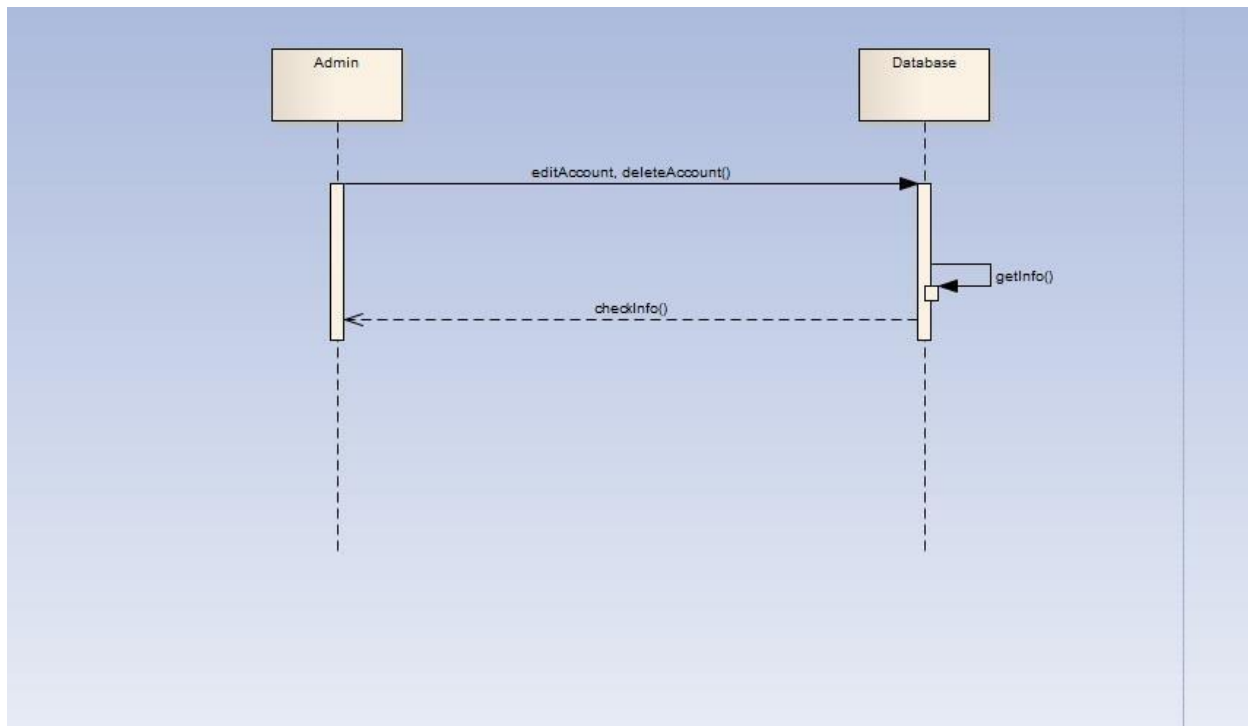 Admin
Database
editAccount, deleteAccount()
getInfo()
checkInfo()